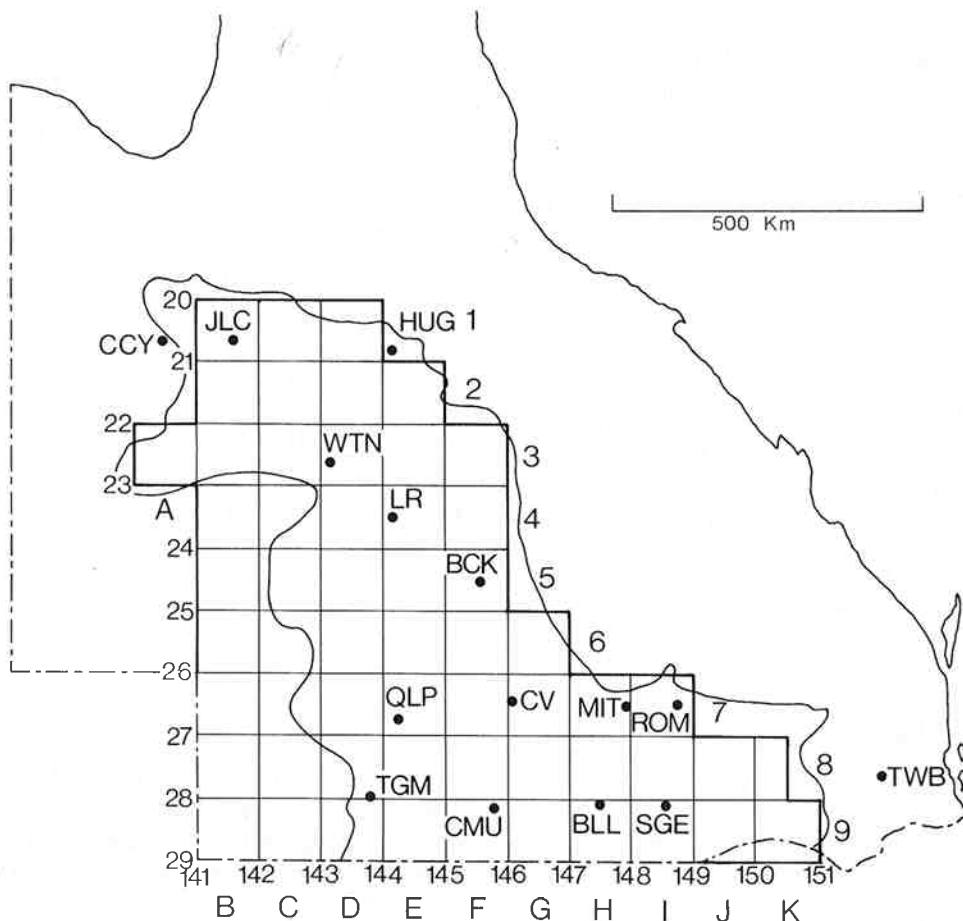 500 Km
20
JLC
HUG 1
CCY
21
2
22
WTN
3
23
A
LR
4
24
BCK
5
25
6
26
QLP
CV
MIT
ROM
7
27
TGM
8
TWB
28
CMU
BLL
SGE
9
29
141 142 143 144 145 146 147 148 149 150 151
B C D E F G H I J K